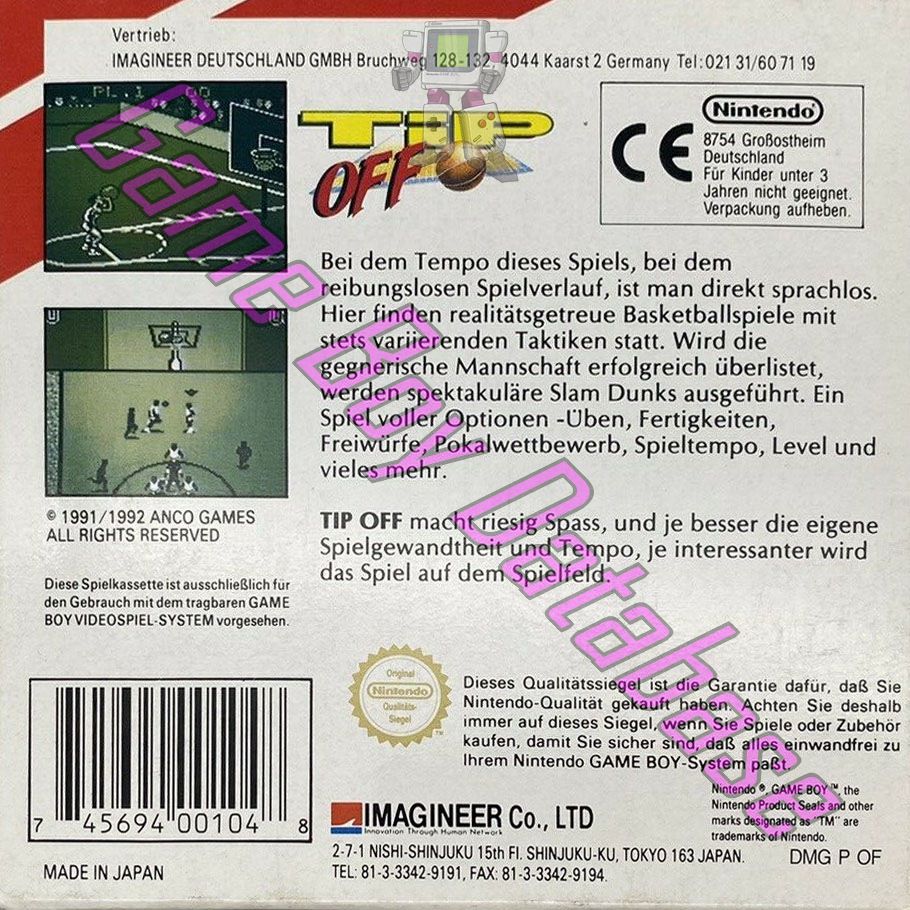 Vertrieb:
IMAGINEER DEUTSCHLAND GMBH Bruchweg 128-132, 4044 Kaarst 2 Germany Tel:021 31/60 71 19
PL.1 00
TIP
OFF
CE
Nintendo®
8754 Großostheim
Deutschland
Für Kinder unter 3
Jahren nicht geeignet.
Verpackung aufheben.
Bei dem Tempo dieses Spiels, bei dem
reibungslosen Spielverlauf, ist man direkt sprachlos.
Hier finden realitätsgetreue Basketballspiele mit
stets variierenden Taktiken statt. Wird die
gegnerische Mannschaft erfolgreich überlistet,
werden spektakuläre Slam Dunks ausgeführt. Ein
Spiel voller Optionen -Üben, Fertigkeiten,
Freiwürfe, Pokalwettbewerb, Spieltempo, Level und
vieles mehr.
TIP OFF macht riesig Spass, und je besser die eigene
Spielgewandtheit und Tempo, je interessanter wird
das Spiel auf dem Spielfeld.
© 1991/1992 ANCO GAMES
ALL RIGHTS RESERVED
Diese Spielkassette ist ausschließlich für
den Gebrauch mit dem tragbaren GAME
BOY VIDEOSPIEL-SYSTEM vorgesehen.
Original
Nintendo
Qualitäts-
Siegel
TM
Dieses Qualitätssiegel ist die Garantie dafür, daß Sie
Nintendo-Qualität gekauft haben. Achten Sie deshalb
immer auf dieses Siegel, wenn Sie Spiele oder Zubehör
kaufen, damit Sie sicher sind, daß alles einwandfrei zu
Ihrem Nintendo GAME BOY-System paßt.
Nintendo ®, GAME BOY ™, the
Nintendo Product Seals and other
marks designated as "TM" are
trademarks of Nintendo.
7 45694 00104 8
IMAGINEER Co., LTD
Innovation Through Human Network
2-7-1 NISHI-SHINJUKU 15th Fl. SHINJUKU-KU, TOKYO 163 JAPAN.
TEL: 81-3-3342-9191, FAX: 81-3-3342-9194.
MADE IN JAPAN
DMG P OF
Game Boy Database